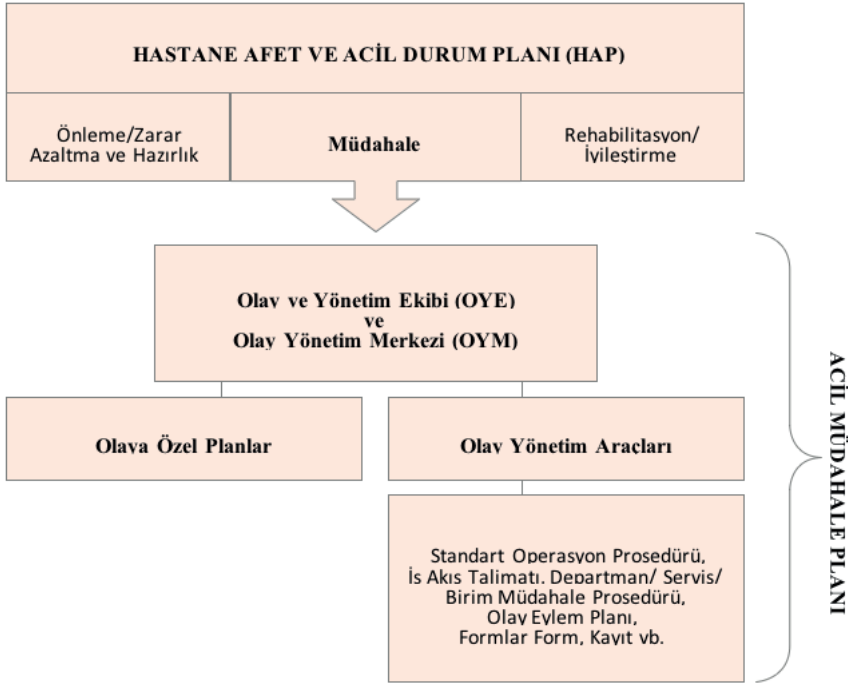 HASTANE AFET VE ACİL DURUM PLANI (HAP)
Önleme/Zarar
Azaltma ve Hazırlık
Müdahale
Rehabilitasyon/
İyileştirme
Olay ve Yönetim Ekibi (OYE)
ve
Olay Yönetim Merkezi (OYM)
Olaya Özel Planlar
Olay Yönetim Araçları
Standart Operasyon Prosedürü,
İş Akış Talimatı, Departman/ Servis/
Birim Müdahale Prosedürü,
Olay Eylem Planı,
Formlar Form, Kayıt vb.
ACİL MÜDAHALE PLANI